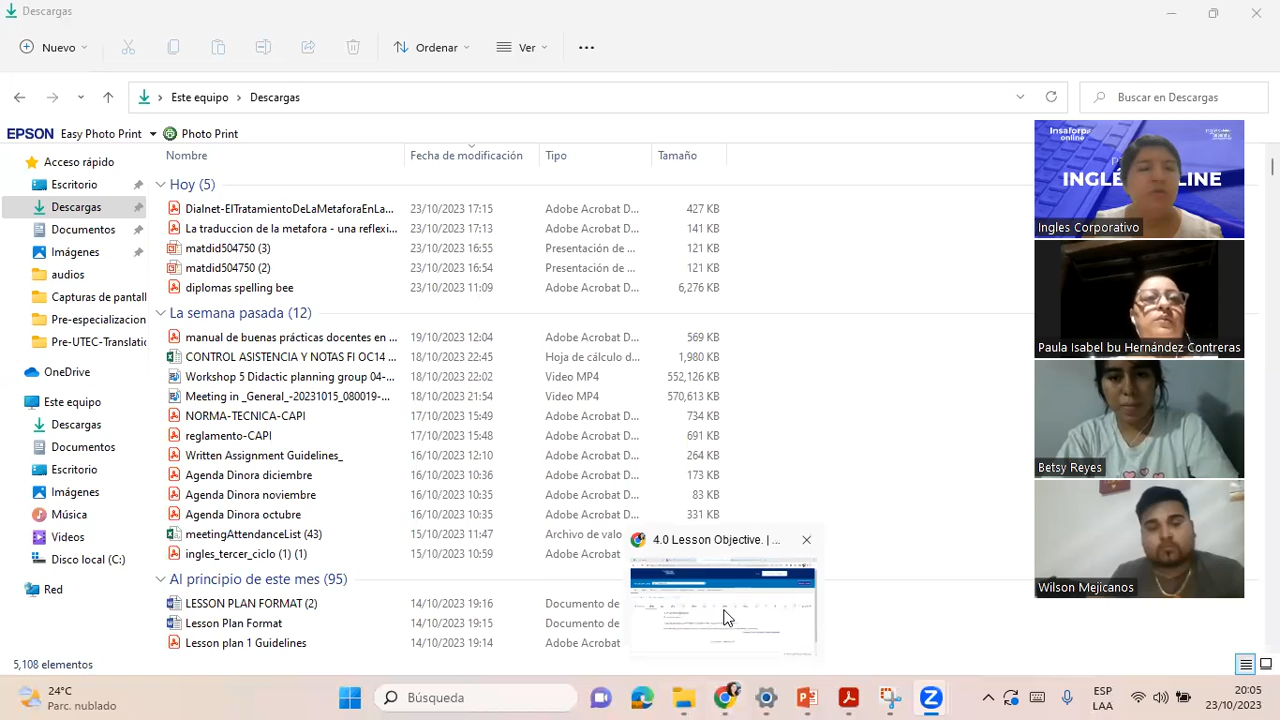 Descargas
Nuevo
Ordenar
Ver
Este equipo > Descargas
Buscar en Descargas
EPSON Easy Photo Print Photo Print
Nombre Fecha de modificación Tipo Tamaño
Acceso rápido
Escritorio
Descargas
Documentos
Imágenes
audios
Capturas de pantall
Pre-especializacion
Pre-UTEC-Translati
OneDrive
Este equipo
Descargas
Documentos
Escritorio
Imágenes
Música
Videos
Disco local (C:)
Red
Hoy (5)
Dialnet-ElTratamientoDeLaMetaforaEnLa... 23/10/2023 17:15 Adobe Acrobat D... 427 KB
La traduccion de la metafora - una reflexi... 23/10/2023 17:13 Adobe Acrobat D... 141 KB
matdid504750 (3) 23/10/2023 16:55 Presentación de ... 121 KB
matdid504750 (2) 23/10/2023 16:54 Presentación de ... 121 KB
diplomas spelling bee 23/10/2023 11:09 Adobe Acrobat D... 6,276 KB
La semana pasada (12)
manual de buenas prácticas docentes en ... 19/10/2023 12:04 Adobe Acrobat D... 569 KB
CONTROL ASISTENCIA Y NOTAS FI OC19 ... 18/10/2023 22:45 Hoja de cálculo d... 1,980 KB
Workshop 5 Didactic planning group 04-... 18/10/2023 22:02 Video MP4 552,126 KB
Meeting in _General_-20231015_080019-... 18/10/2023 21:54 Video MP4 570,613 KB
NORMA-TECNICA-CAPI 17/10/2023 15:49 Adobe Acrobat D... 734 KB
reglamento-CAPI 17/10/2023 15:48 Adobe Acrobat D... 691 KB
Written Assignment Guidelines_ 16/10/2023 12:10 Adobe Acrobat D... 264 KB
Agenda Dinora diciembre 16/10/2023 10:36 Adobe Acrobat D... 173 KB
Agenda Dinora noviembre 16/10/2023 10:35 Adobe Acrobat D... 83 KB
Agenda Dinora octubre 16/10/2023 10:35 Adobe Acrobat D... 331 KB
meetingAttendanceList (43) 15/10/2023 11:47 Archivo de valo
ingles_tercer_ciclo (1) (1) 15/10/2023 10:59 Adobe Acrobat
Al principio de este mes (95)
LESSON PLAN FORMAT (2) 14/10/2023 19:16 Documento de
Lesson plan Format 14/10/2023 19:15 Documento de
Lesson plan 1 Guidelines 14/10/2023 19:14 Adobe Acrobat
4.0 Lesson Objective. | ...
Insaforp
online
INGLÉ LINE
Ingles Corporativo
Paula Isabel bu Hernández Contreras
Betsy Reyes
Wilson Mejicanos
5,108 elementos
24°C
Parc. nublado
Búsqueda
ESP
LAA
20:05
23/10/2023